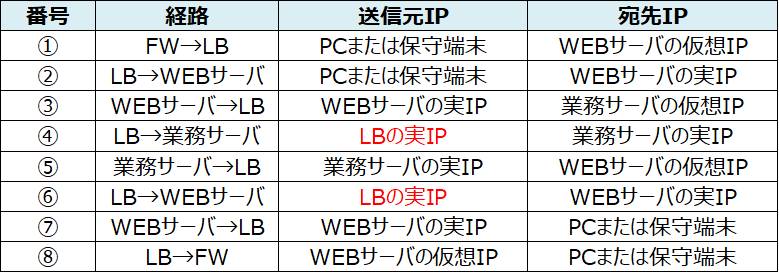 番号 経路 送信元IP 宛先IP
① FW→LB PCまたは保守端末 WEBサーバの仮想IP
② LB→WEBサーバ PCまたは保守端末 WEBサーバの実IP
③ WEBサーバ→LB WEBサーバの実IP 業務サーバの仮想IP
④ LB→業務サーバ LBの実IP 業務サーバの実IP
⑤ 業務サーバ→LB 業務サーバの実IP WEBサーバの仮想IP
⑥ LB→WEBサーバ LBの実IP WEBサーバの実IP
⑦ WEBサーバ→LB WEBサーバの実IP PCまたは保守端末
⑧ LB→FW WEBサーバの仮想IP PCまたは保守端末